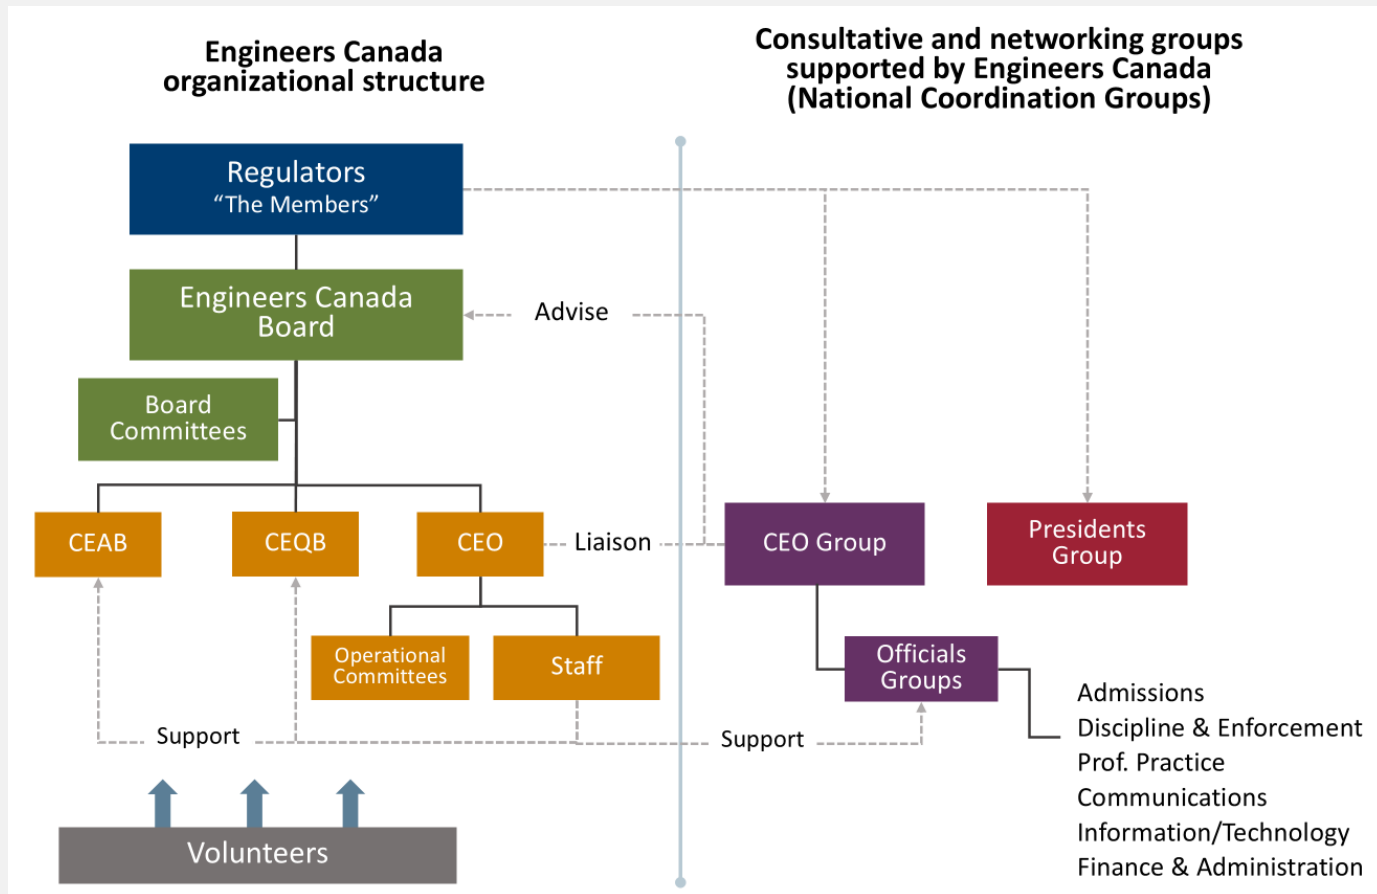 Engineers Canada
organizational structure
Consultative and networking groups
supported by Engineers Canada
(National Coordination Groups)
Regulators
“The Members”
Engineers Canada
Board
Advise
Board
Committees
CEAB
CEQB
CEO
Liaison
CEO Group
Presidents
Group
Operational
Committees
Staff
Officials
Groups
Support
Support
Admissions
Discipline & Enforcement
Prof. Practice
Communications
Information/Technology
Finance & Administration
Volunteers